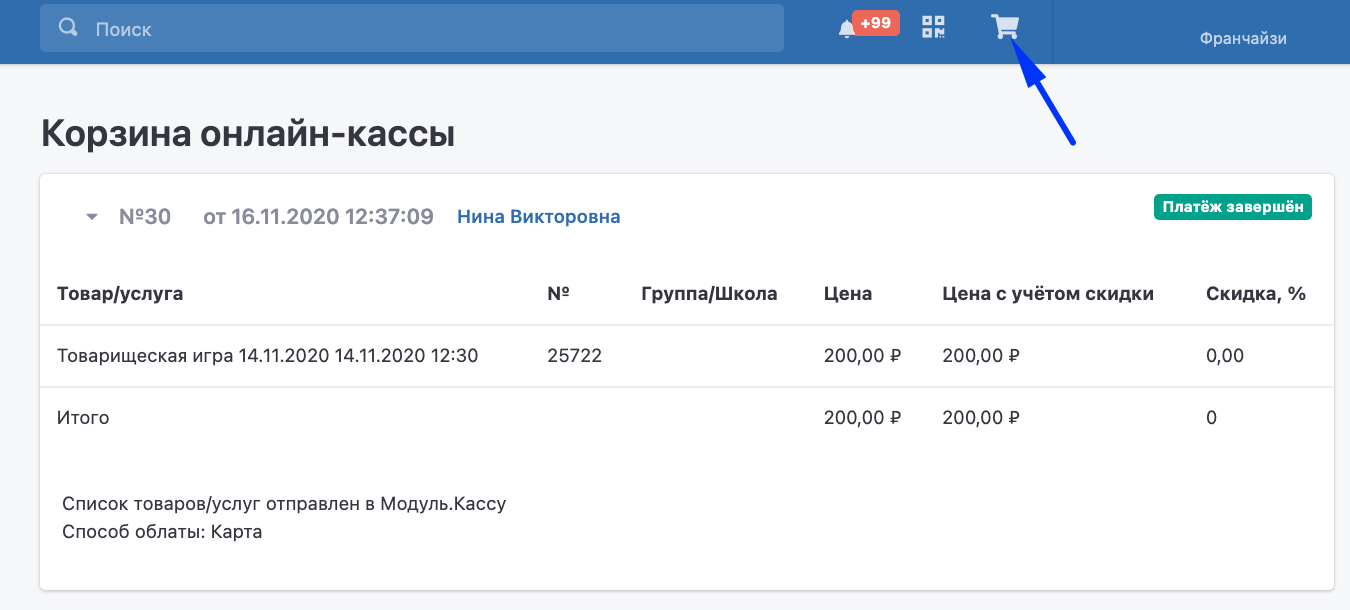 Поиск +99 Франчайзи
Корзина онлайн-кассы
№30 от 16.11.2020 12:37:09 Нина Викторовна Платёж завершён
Товар/услуга № Группа/Школа Цена Цена с учётом скидки Скидка, %
Товарищеская игра 14.11.2020 14.11.2020 12:30 25722 200,00 ₽ 200,00 ₽ 0,00
Итого 200,00 ₽ 200,00 ₽ 0
Список товаров/услуг отправлен в Модуль.Кассу
Способ облаты: Карта